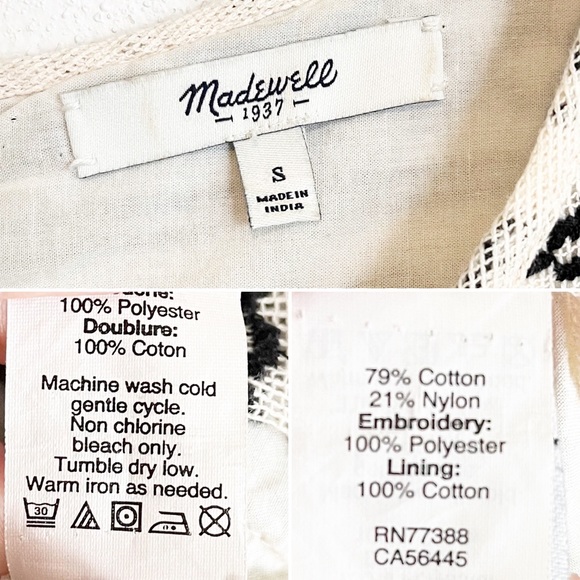 Madewell
1937
S
MADE IN
INDIA
100% Polyester
Doublure:
100% Coton
Machine wash cold
gentle cycle.
Non chlorine
bleach only.
Tumble dry low.
Warm iron as needed.
30
79% Cotton
21% Nylon
Embroidery:
100% Polyester
Lining:
100% Cotton
RN77388
CA56445